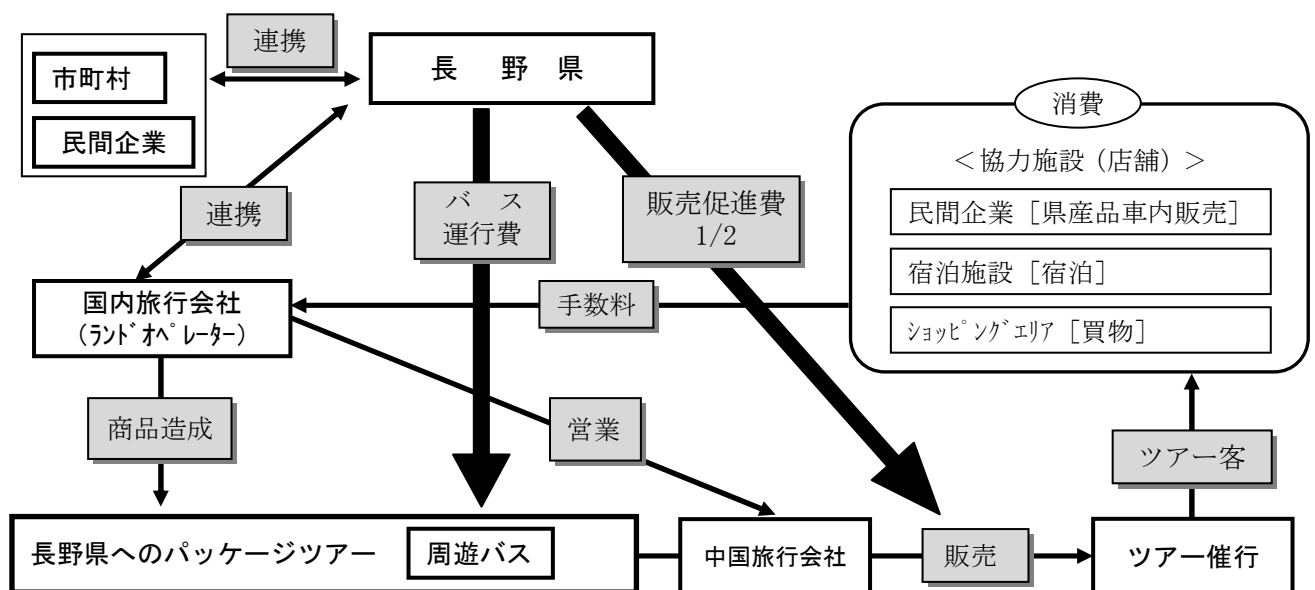 連携
市町村
民間企業
長 野 県
消費
＜協力施設（店舗）＞
民間企業［県産品車内販売］
宿泊施設［宿泊］
ｼｮｯﾋﾟﾝｸﾞｴﾘｱ［買物］
連携
バ ス
運行費
販売促進費
1/2
国内旅行会社
（ﾗﾝﾄﾞｵﾍﾟﾚｰﾀｰ）
手数料
商品造成
営業
ツアー客
長野県へのパッケージツアー
周遊バス
中国旅行会社
販売
ツアー催行